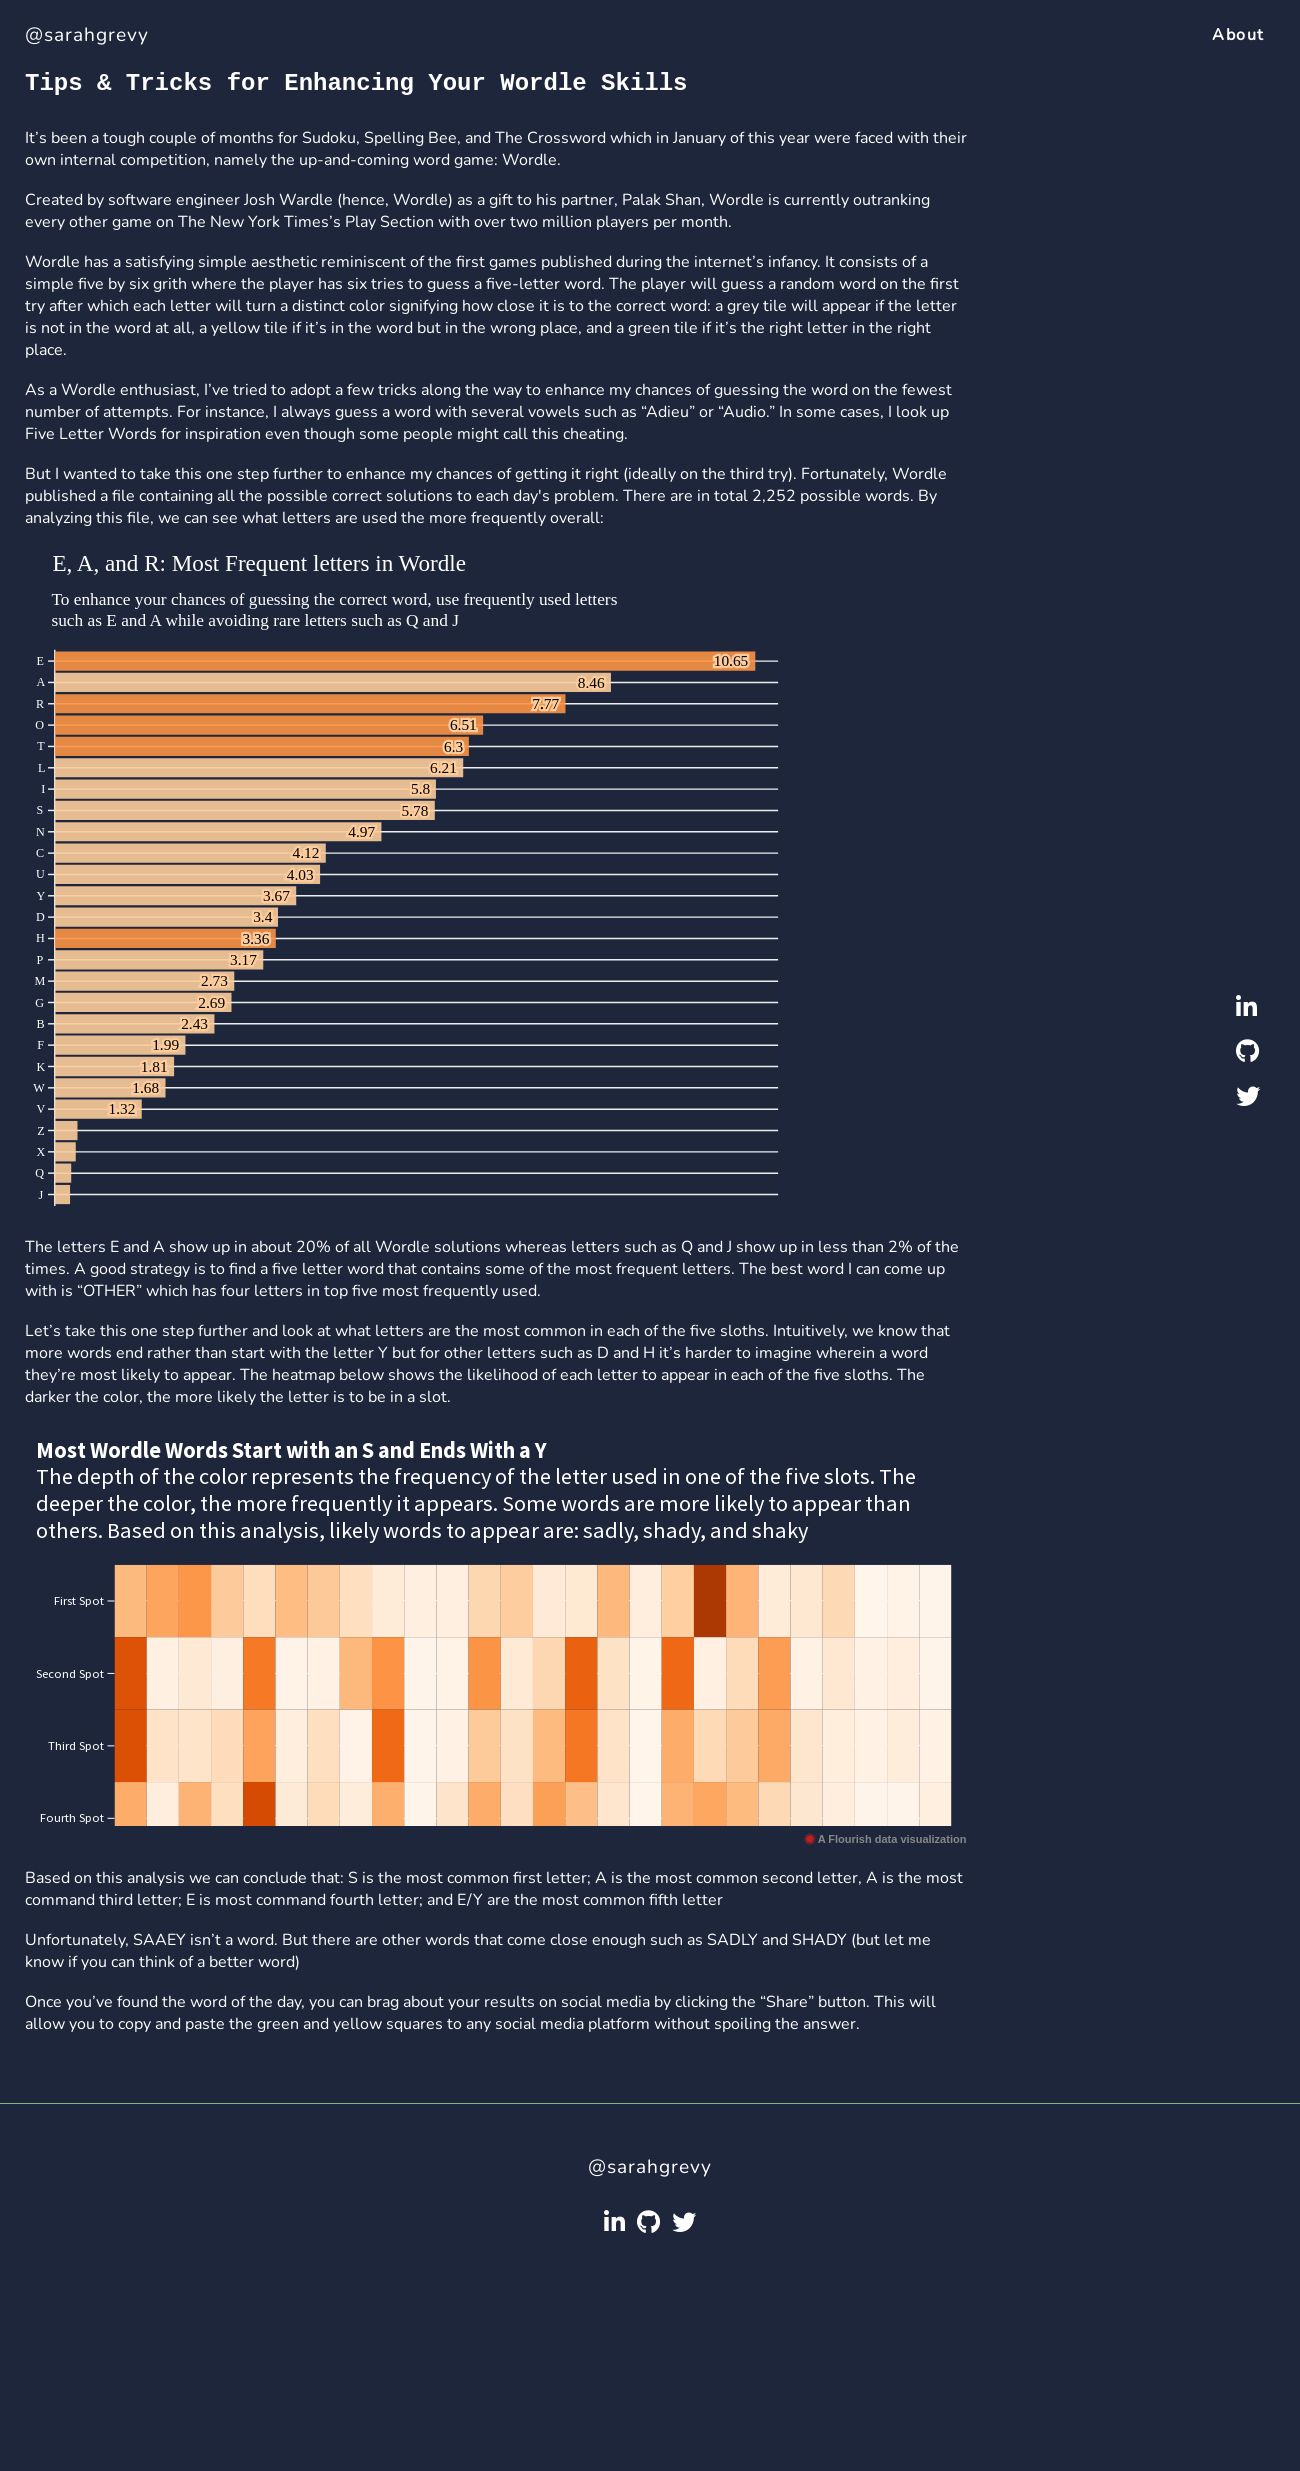 @sarahgrevy
About
Tips & Tricks for Enhancing Your Wordle Skills
It’s been a tough couple of months for Sudoku, Spelling Bee, and The Crossword which in January of this year were faced with their
own internal competition, namely the up-and-coming word game: Wordle.
Created by software engineer Josh Wardle (hence, Wordle) as a gift to his partner, Palak Shan, Wordle is currently outranking
every other game on The New York Times’s Play Section with over two million players per month.
Wordle has a satisfying simple aesthetic reminiscent of the first games published during the internet’s infancy. It consists of a
simple five by six grith where the player has six tries to guess a five-letter word. The player will guess a random word on the first
try after which each letter will turn a distinct color signifying how close it is to the correct word: a grey tile will appear if the letter
is not in the word at all, a yellow tile if it’s in the word but in the wrong place, and a green tile if it’s the right letter in the right
place.
As a Wordle enthusiast, I’ve tried to adopt a few tricks along the way to enhance my chances of guessing the word on the fewest
number of attempts. For instance, I always guess a word with several vowels such as “Adieu” or “Audio.” In some cases, I look up
Five Letter Words for inspiration even though some people might call this cheating.
But I wanted to take this one step further to enhance my chances of getting it right (ideally on the third try). Fortunately, Wordle
published a file containing all the possible correct solutions to each day's problem. There are in total 2,252 possible words. By
analyzing this file, we can see what letters are used the more frequently overall:
E, A, and R: Most Frequent letters in Wordle
To enhance your chances of guessing the correct word, use frequently used letters
such as E and A while avoiding rare letters such as Q and J
E 10.65
A 8.46
R 7.77
O 6.51
T 6.3
L 6.21
I 5.8
S 5.78
N 4.97
C 4.12
U 4.03
Y 3.67
D 3.4
H 3.36
P 3.17
M 2.73
G 2.69
B 2.43
F 1.99
K 1.81
W 1.68
V 1.32
Z
X
Q
J
The letters E and A show up in about 20% of all Wordle solutions whereas letters such as Q and J show up in less than 2% of the
times. A good strategy is to find a five letter word that contains some of the most frequent letters. The best word I can come up
with is “OTHER” which has four letters in top five most frequently used.
Let’s take this one step further and look at what letters are the most common in each of the five sloths. Intuitively, we know that
more words end rather than start with the letter Y but for other letters such as D and H it’s harder to imagine wherein a word
they’re most likely to appear. The heatmap below shows the likelihood of each letter to appear in each of the five sloths. The
darker the color, the more likely the letter is to be in a slot.
Most Wordle Words Start with an S and Ends With a Y
The depth of the color represents the frequency of the letter used in one of the five slots. The
deeper the color, the more frequently it appears. Some words are more likely to appear than
others. Based on this analysis, likely words to appear are: sadly, shady, and shaky
First Spot
Second Spot
Third Spot
Fourth Spot
A Flourish data visualization
Based on this analysis we can conclude that: S is the most common first letter; A is the most common second letter, A is the most
command third letter; E is most command fourth letter; and E/Y are the most common fifth letter
Unfortunately, SAAEY isn’t a word. But there are other words that come close enough such as SADLY and SHADY (but let me
know if you can think of a better word)
Once you’ve found the word of the day, you can brag about your results on social media by clicking the “Share” button. This will
allow you to copy and paste the green and yellow squares to any social media platform without spoiling the answer.
@sarahgrevy